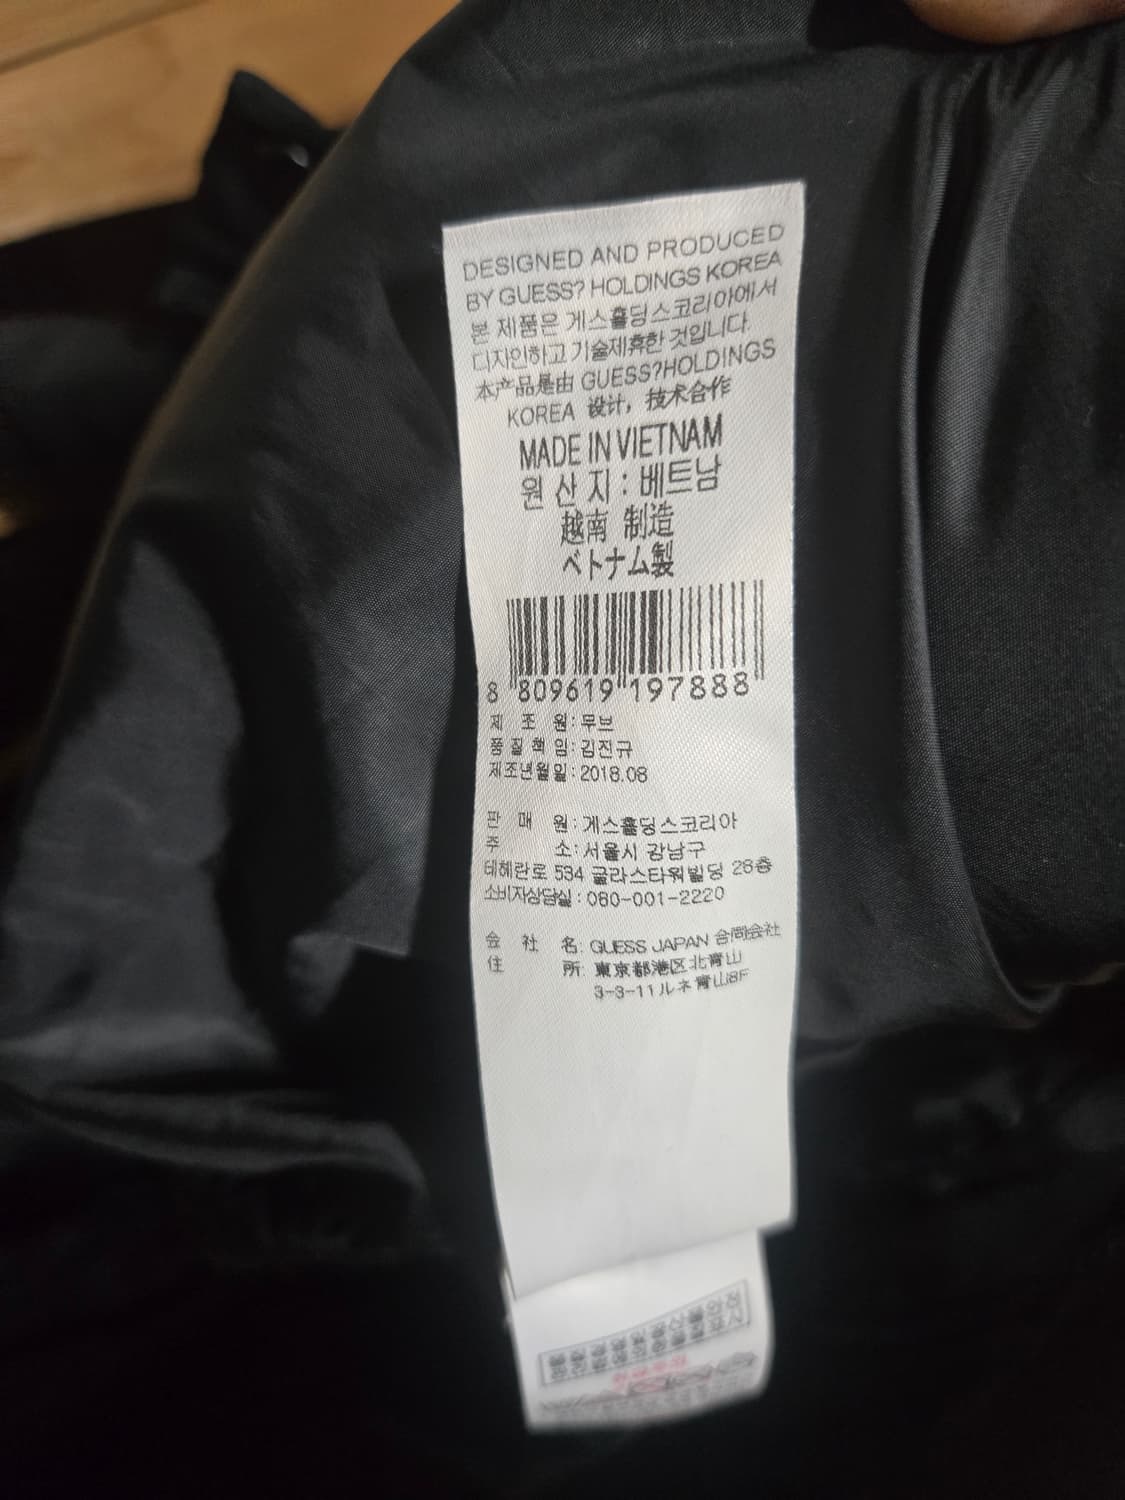 DESIGNED AND PRODUCED
BY GUESS? HOLDINGS KOREA
본 제품은 게스홀딩스코리아에서
디자인하고 기술제휴한 것입니다.
本产品是由 GUESS?HOLDINGS
KOREA 设计，技术合作
MADE IN VIETNAM
원 산 지 : 베트남
越南 制造
ベトナム製
8 809619 197888
제 조 원: 무브
품질책임: 김진규
제조년월일: 2018.08
판 매 원: 게스홀딩스코리아
주 소: 서울시 강남구
테헤란로 534 글라스타워빌딩 28층
소비자상담실 : 080-001-2220
会 社 名: GUESS JAPAN 合同会社
住 所: 東京都港区北青山
3-3-11ルネ青山8F